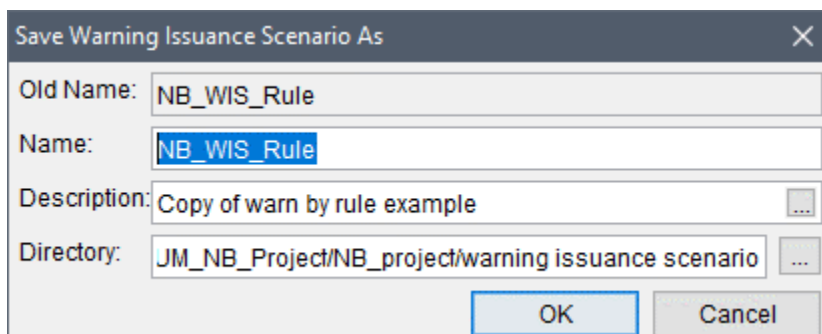 Save Warning Issuance Scenario As
Old Name: NB_WIS_Rule
Name: NB_WIS_Rule
Description: Copy of warn by rule example ...
Directory: UM_NB_Project/NB_project/warning issuance scenario ...
OK Cancel